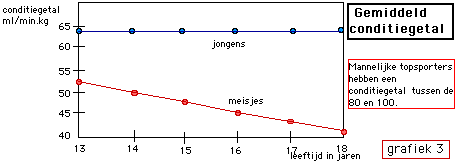 conditiegetal
ml/min.kg
Gemiddeld
conditiegetal
65
60
55
50
45
40
jongens
meisjes
Mannelijke topsporters
hebben een
conditiegetal tussen de
80 en 100.
13 14 15 16 17 18
leeftijd in jaren
grafiek 3